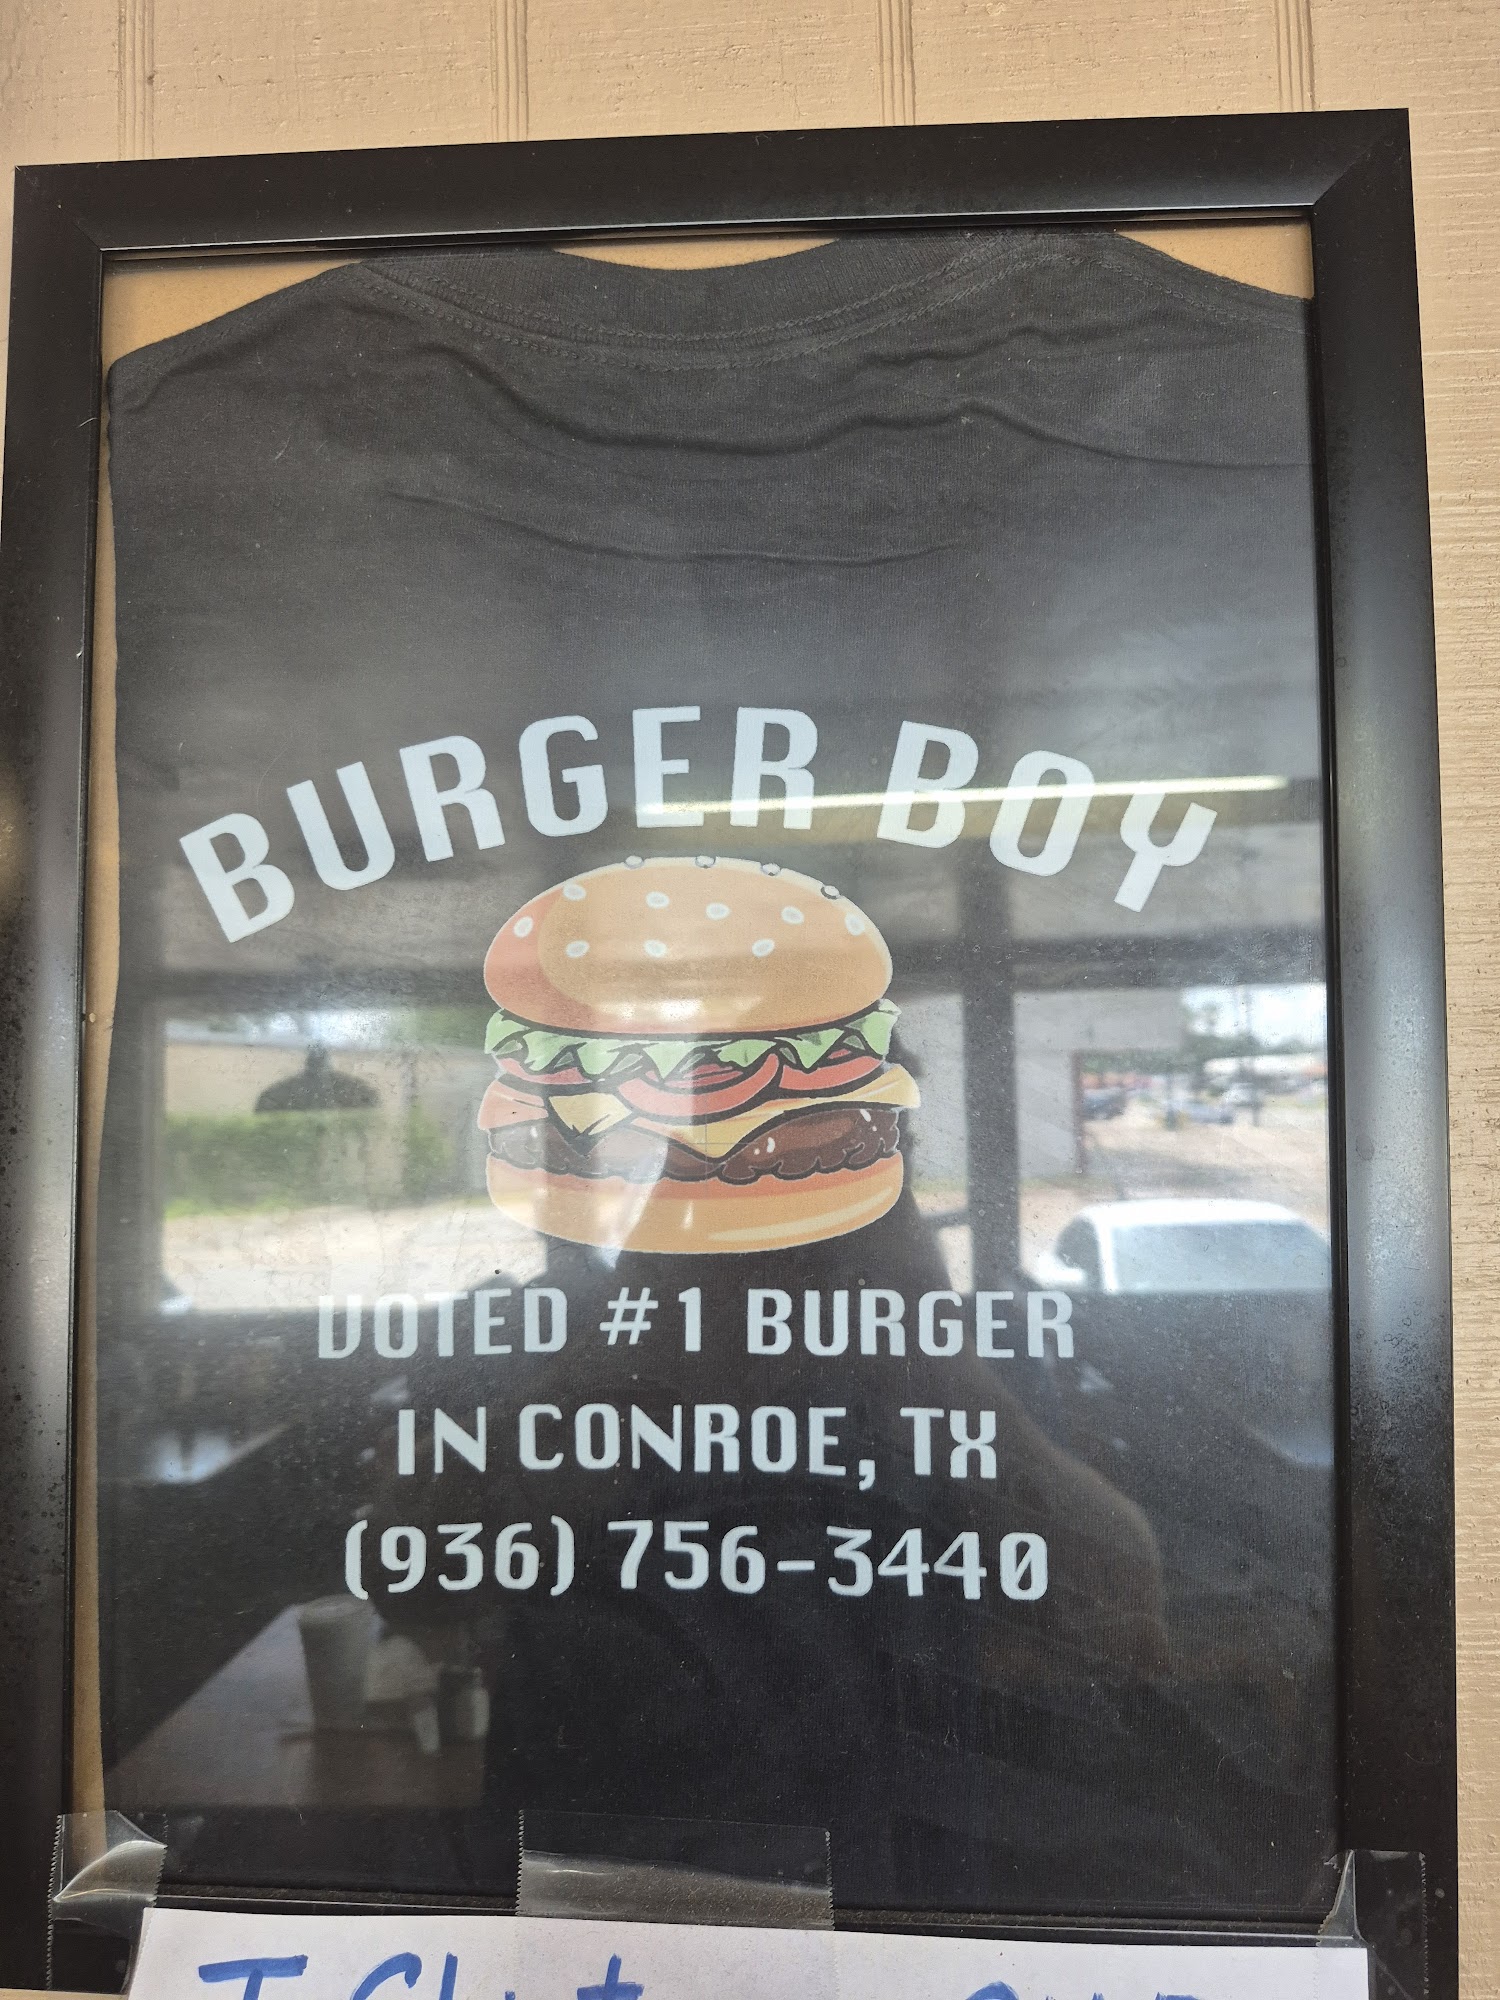 BURGER BOY
VOTED #1 BURGER
IN CONROE, TX
(936) 756-3440